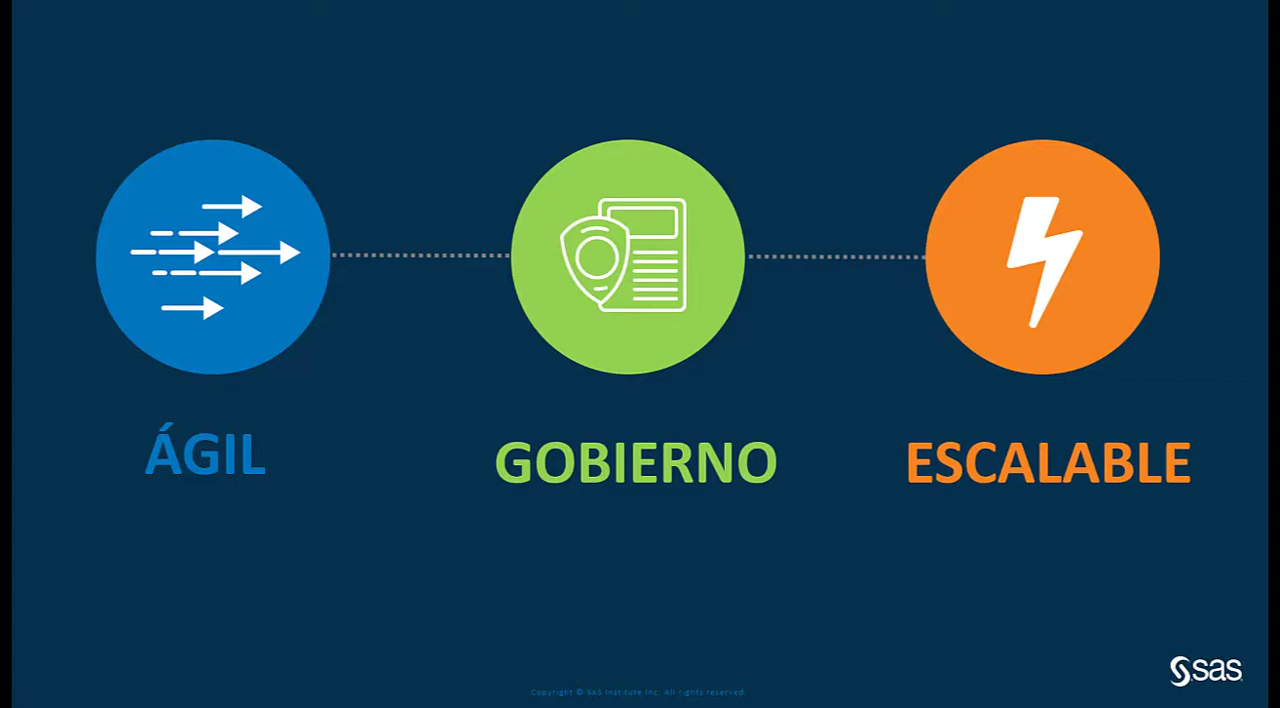 ÁGIL
GOBIERNO
ESCALABLE
sas
Copyright © SAS Institute Inc. All rights reserved.